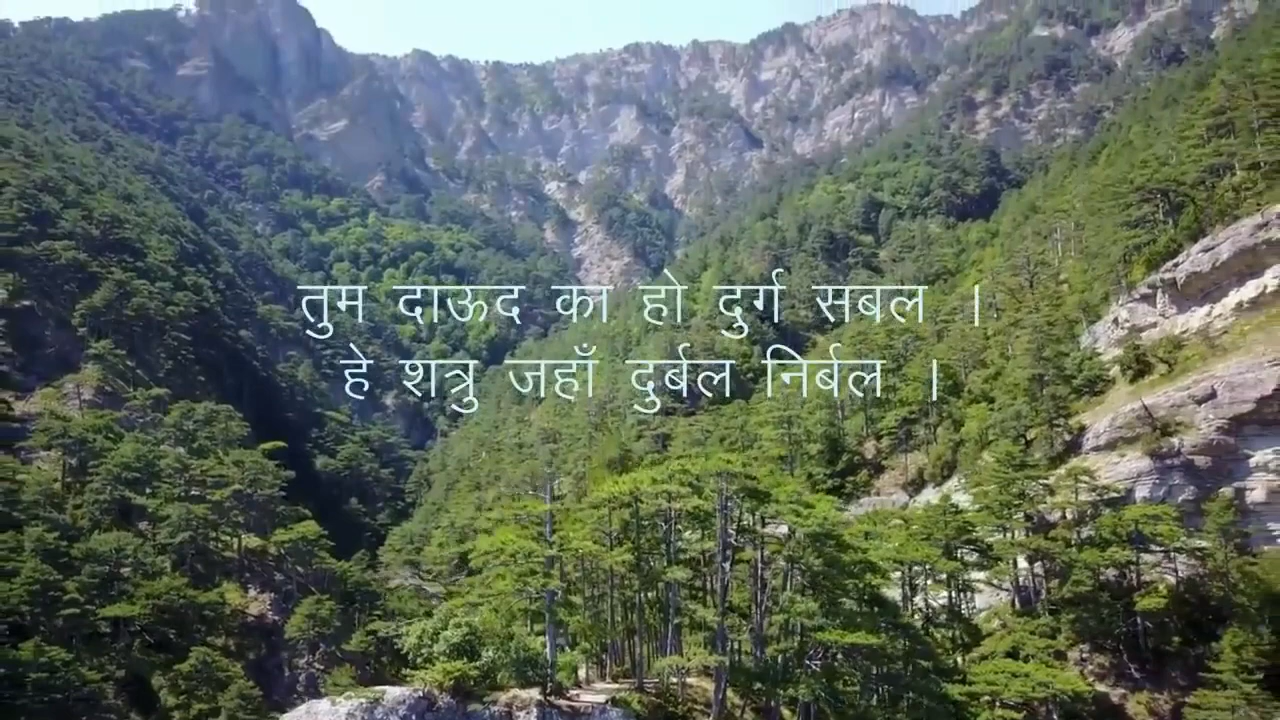 तुम दाऊद का हो दुर्ग सबल ।
हे शत्रु जहाँ दुर्बल निर्बल ।